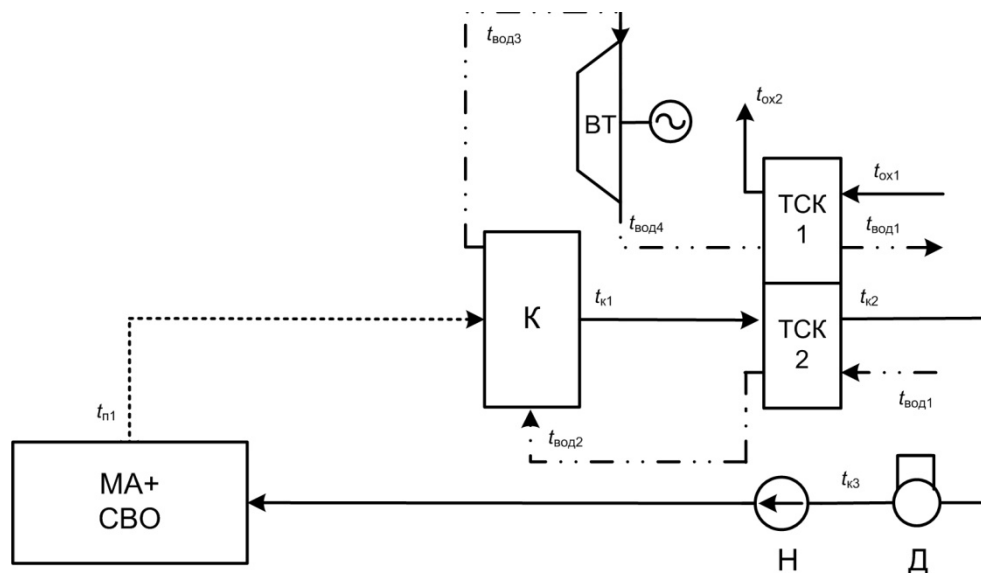 tвод3
ВТ
tох2
tох1
ТСК
1
tвод4
tвод1
tк1
К
tк2
ТСК
2
tп1
tвод2
tвод1
МА+
СВО
tк3
Н
Д